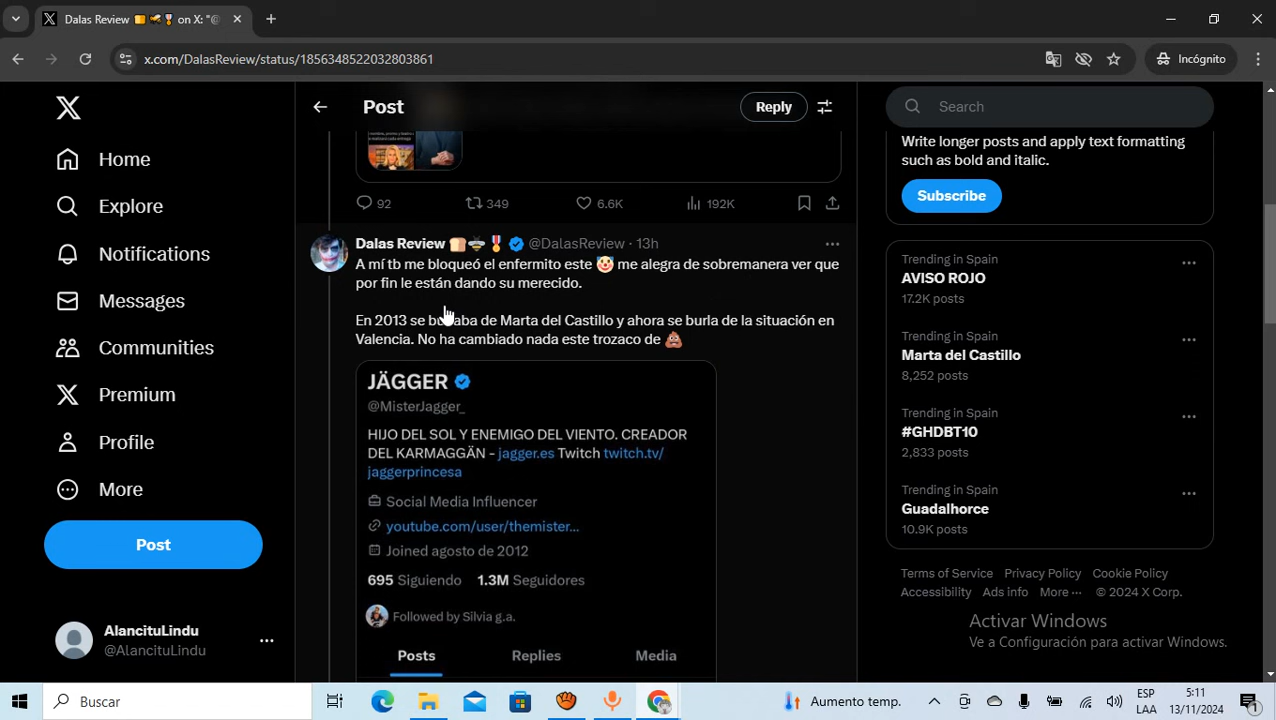 Dalas Review 🍞🐝🎖️ on X: "@
x.com/DalasReview/status/1856348522032803861
Incógnito
Home
Explore
Notifications
Messages
Communities
Premium
Profile
More
Post
AlancituLindu
@AlancituLindu
Post
Reply
92
349
6.6K
192K
Dalas Review 🍞🐝🎖️ @DalasReview · 13h
A mí tb me bloqueó el enfermito este 🤡 me alegra de sobremanera ver que
por fin le están dando su merecido.
En 2013 se burlaba de Marta del Castillo y ahora se burla de la situación en
Valencia. No ha cambiado nada este trozaco de 💩
JÄGGER
@MisterJagger_
HIJO DEL SOL Y ENEMIGO DEL VIENTO. CREADOR
DEL KARMAGGÄN - jagger.es Twitch twitch.tv/
jaggerprincesa
Social Media Influencer
youtube.com/user/themister...
Joined agosto de 2012
695 Siguiendo 1.3M Seguidores
Followed by Silvia g.a.
Posts Replies Media
Search
Write longer posts and apply text formatting
such as bold and italic.
Subscribe
Trending in Spain
AVISO ROJO
17.2K posts
Trending in Spain
Marta del Castillo
8,252 posts
Trending in Spain
#GHDBT10
2,833 posts
Trending in Spain
Guadalhorce
10.9K posts
Terms of Service Privacy Policy Cookie Policy
Accessibility Ads info More ··· © 2024 X Corp.
Activar Windows
Ve a Configuración para activar Windows.
Buscar
Aumento temp.
ESP
LAA
5:11
13/11/2024
1